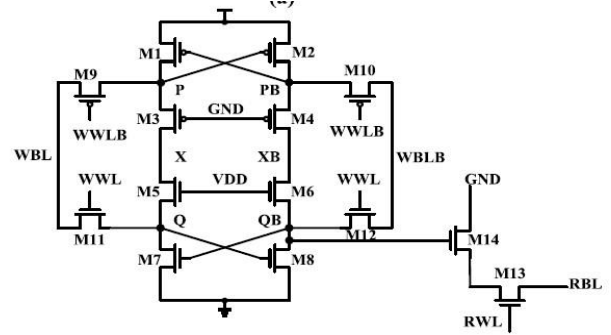 (a)
M1 M2
M9 M10
P PB
GND
M3 M4
WWLB WWLB
WBL X XB WBLB
WWL VDD WWL GND
M5 M6
Q QB
M11 M12 M14
M7 M8
M13
RBL
RWL